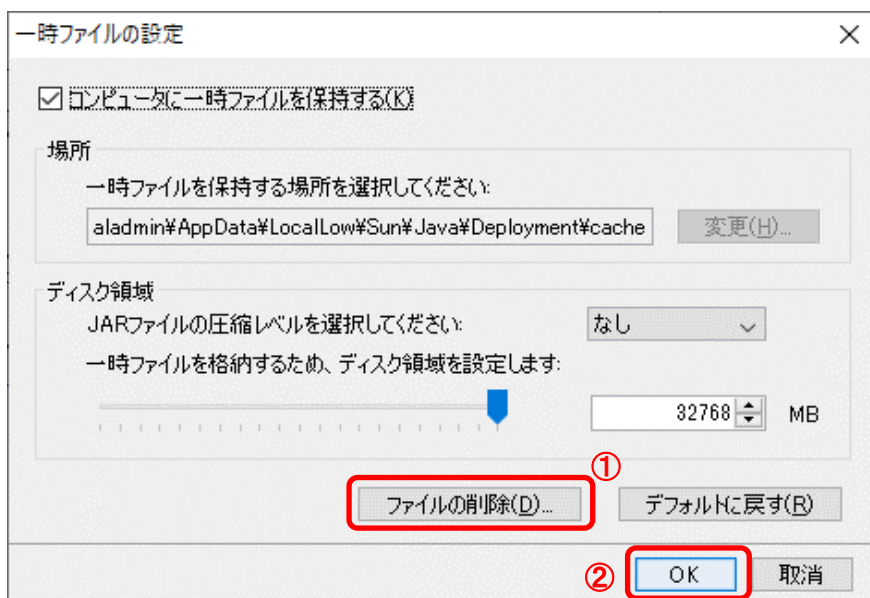 一時ファイルの設定
コンピュータに一時ファイルを保持する(K)
場所
一時ファイルを保持する場所を選択してください:
aladmin¥AppData¥LocalLow¥Sun¥Java¥Deployment¥cache 変更(H)...
ディスク領域
JARファイルの圧縮レベルを選択してください: なし
一時ファイルを格納するため、ディスク領域を設定します:
32768 MB
①
ファイルの削除(D)... デフォルトに戻す(R)
② OK 取消